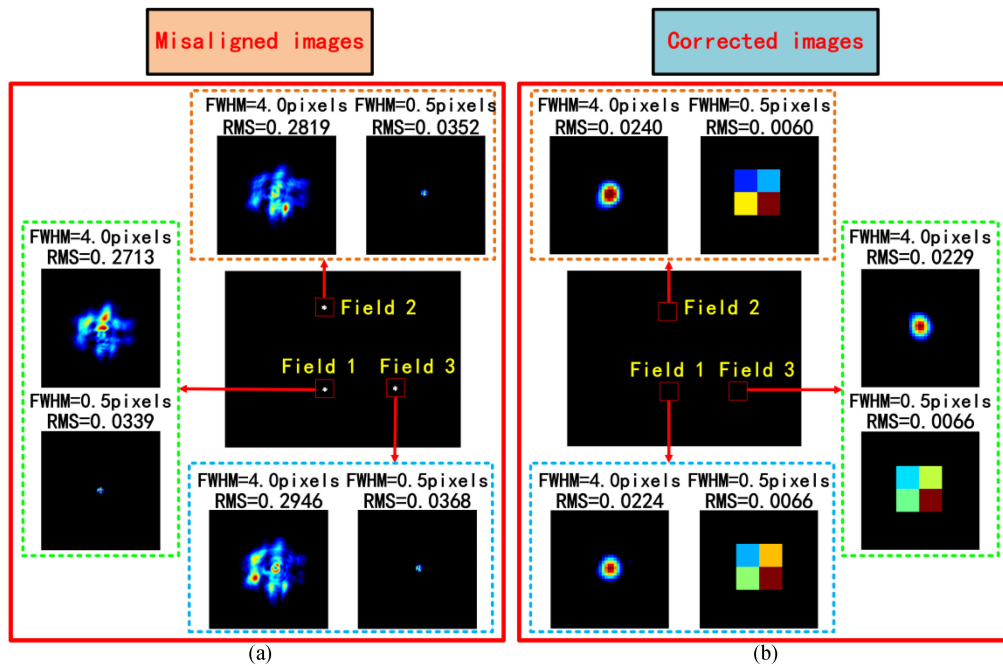 Misaligned images
FWHM=4.0pixels
RMS=0.2819
FWHM=0.5pixels
RMS=0.0352
FWHM=4.0pixels
RMS=0.2713
FWHM=0.5pixels
RMS=0.0339
Field 2
Field 1
Field 3
FWHM=4.0pixels
RMS=0.2946
FWHM=0.5pixels
RMS=0.0368
(a)
Corrected images
FWHM=4.0pixels
RMS=0.0240
FWHM=0.5pixels
RMS=0.0060
Field 2
Field 1
Field 3
FWHM=4.0pixels
RMS=0.0229
FWHM=0.5pixels
RMS=0.0066
FWHM=4.0pixels
RMS=0.0224
FWHM=0.5pixels
RMS=0.0066
(b)